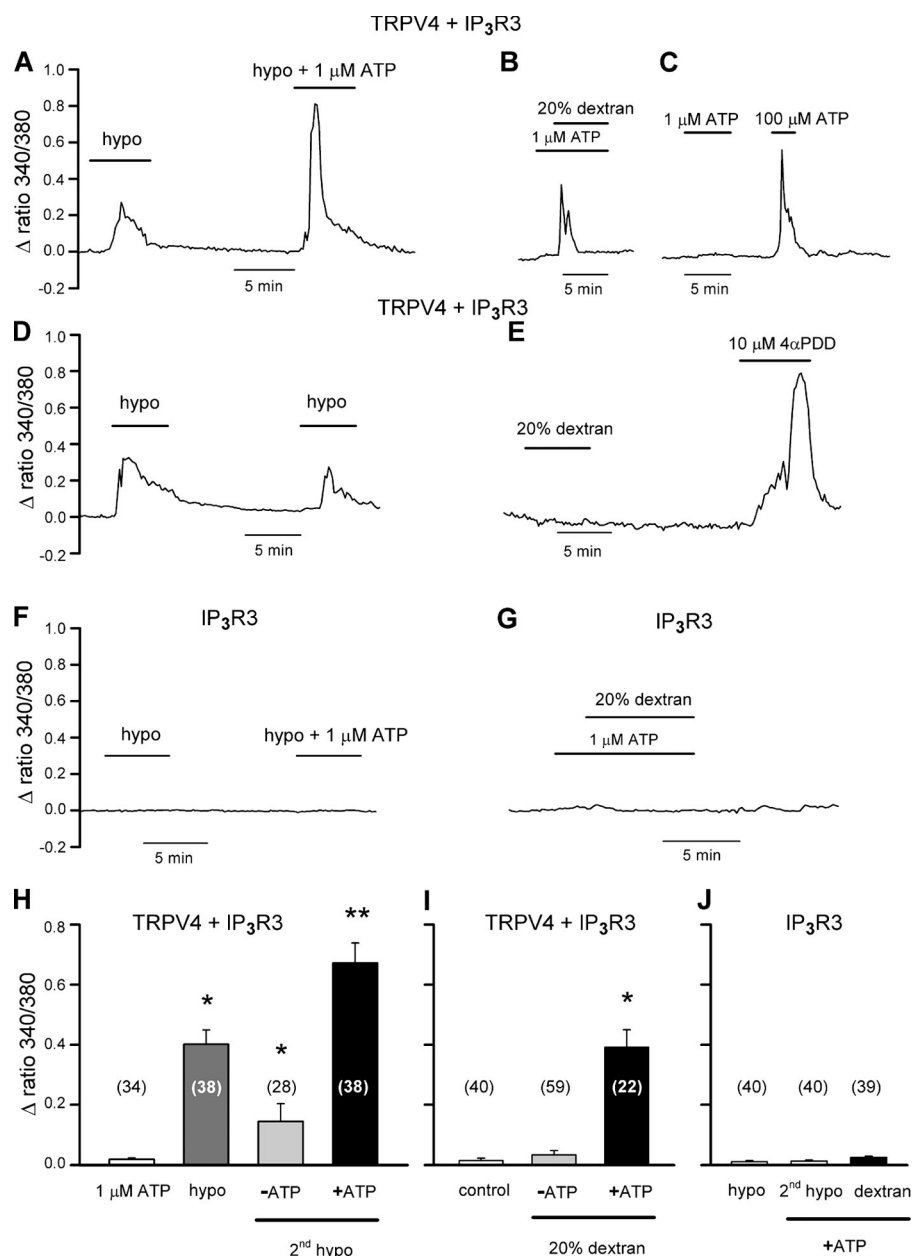 TRPV4 + IP3R3
A
B
C
1.0
0.8
0.6
0.4
0.2
0.0
-0.2
Δ ratio 340/380
hypo
hypo + 1 μM ATP
5 min
20% dextran
1 μM ATP
5 min
1 μM ATP
100 μM ATP
5 min
TRPV4 + IP3R3
D
E
1.0
0.8
0.6
0.4
0.2
0.0
-0.2
Δ ratio 340/380
hypo
hypo
5 min
10 μM 4αPDD
20% dextran
5 min
F
IP3R3
G
IP3R3
1.0
0.8
0.6
0.4
0.2
0.0
-0.2
Δ ratio 340/380
hypo
hypo + 1 μM ATP
5 min
20% dextran
1 μM ATP
5 min
H
TRPV4 + IP3R3
0.8
0.6
0.4
0.2
0.0
Δ ratio 340/380
* * **
(34) (38) (28) (38)
1 μM ATP hypo -ATP +ATP
2nd hypo
I
TRPV4 + IP3R3
*
(40) (59) (22)
control -ATP +ATP
20% dextran
J
IP3R3
(40) (40) (39)
hypo 2nd hypo dextran
+ATP